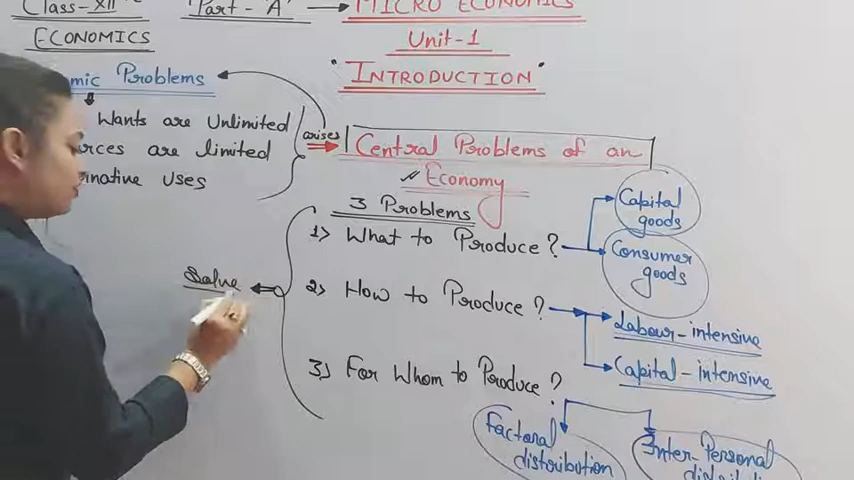 Class-XII Part-'A' → MICRO ECONOMICS
ECONOMICS
Unit-1
INTRODUCTION
mic Problems
Wants are Unlimited
rces are limited
rnative Uses
arises
Central Problems of an
Economy
3 Problems
1) What to Produce?
Capital
goods
Consumer
goods
Solve
2) How to Produce?
Labour-intensive
Capital-intensive
3) For Whom to Produce?
Factoral
distribution
Inter-Personal